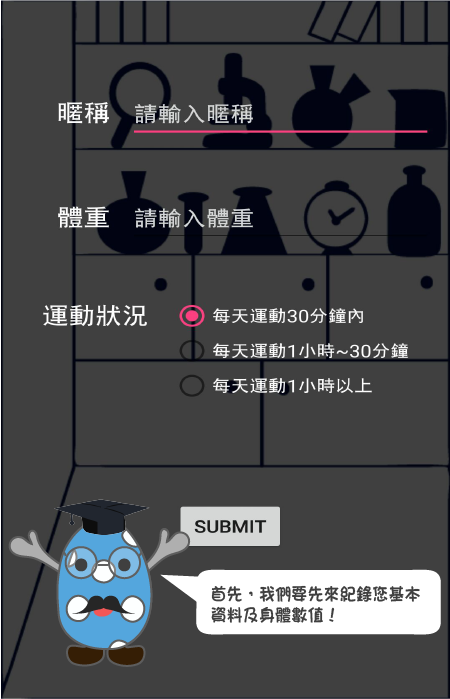 暱稱 請輸入暱稱
體重 請輸入體重
運動狀況 每天運動30分鐘內
每天運動1小時~30分鐘
每天運動1小時以上
SUBMIT
首先，我們要先來紀錄您基本
資料及身體數值！